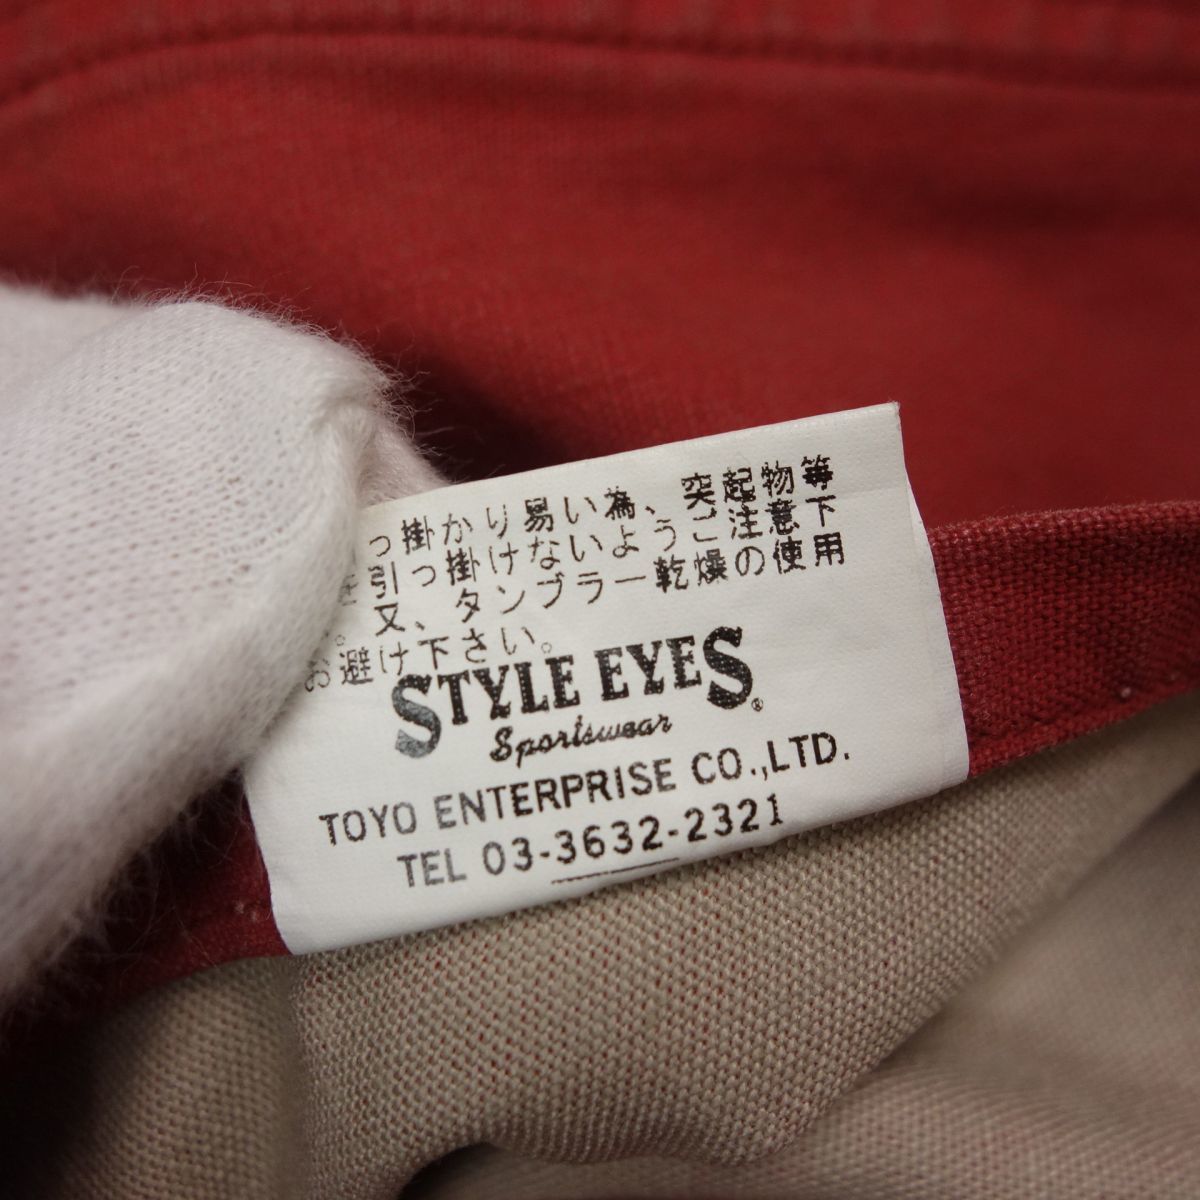 っ掛かり易い為、突起物等
引っ掛けないようご注意下
。又、タンブラー乾燥の使用
お避け下さい。
STYLE EYES®
Sportswear
TOYO ENTERPRISE CO.,LTD.
TEL 03-3632-2321